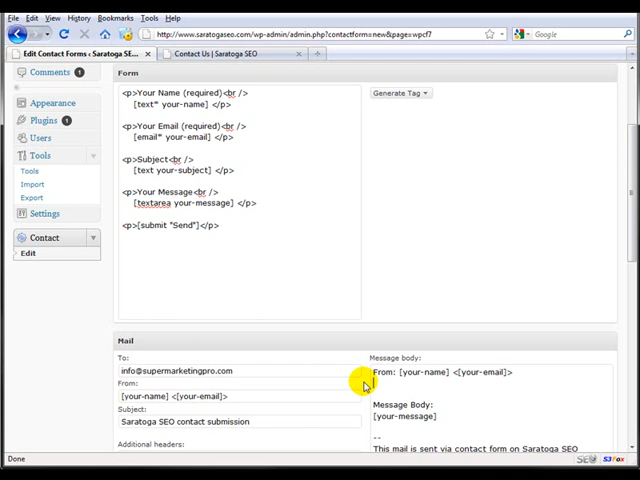 File Edit View History Bookmarks Tools Help
http://www.saratogaseo.com/wp-admin/admin.php?contactform=new&page=wpcf7
Google
Edit Contact Forms ‹ Saratoga SE...
Contact Us | Saratoga SEO
Comments 1
Appearance
Plugins 1
Users
Tools
Tools
Import
Export
Settings
Contact
Edit
Form
<p>Your Name (required)<br />
[text* your-name] </p>
<p>Your Email (required)<br />
[email* your-email] </p>
<p>Subject<br />
[text your-subject] </p>
<p>Your Message<br />
[textarea your-message] </p>
<p>[submit "Send"]</p>
Generate Tag
Mail
To:
info@supermarketingpro.com
From:
[your-name] <[your-email]>
Subject:
Saratoga SEO contact submission
Additional headers:
Message body:
From: [your-name] <[your-email]>
Message Body:
[your-message]
--
This mail is sent via contact form on Saratoga SEO
Done
SEO
S3Fox